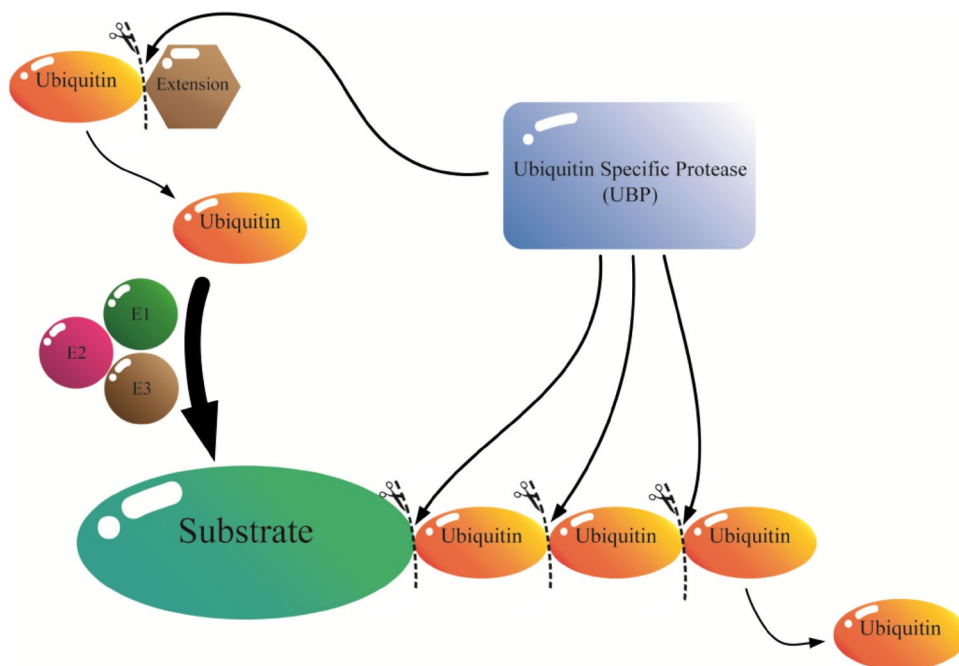 Ubiquitin
Extension
Ubiquitin Specific Protease
(UBP)
Ubiquitin
E1
E2
E3
Substrate
Ubiquitin
Ubiquitin
Ubiquitin
Ubiquitin